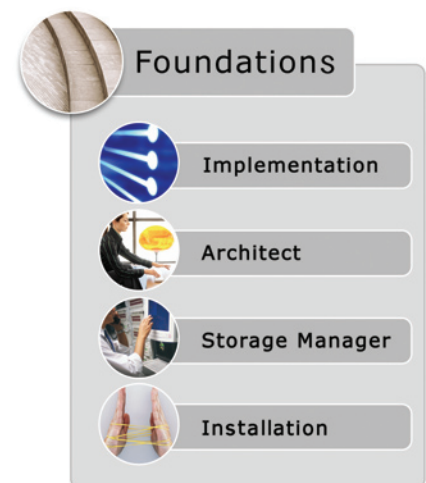 Foundations
Implementation
Architect
Storage Manager
Installation